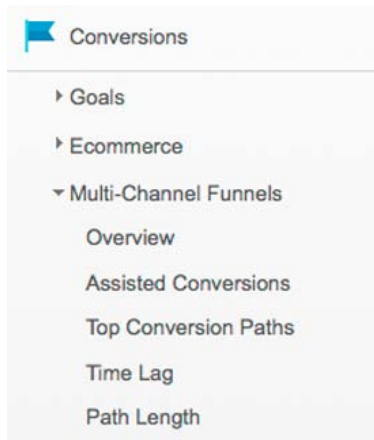 Conversions
Goals
Ecommerce
Multi-Channel Funnels
Overview
Assisted Conversions
Top Conversion Paths
Time Lag
Path Length